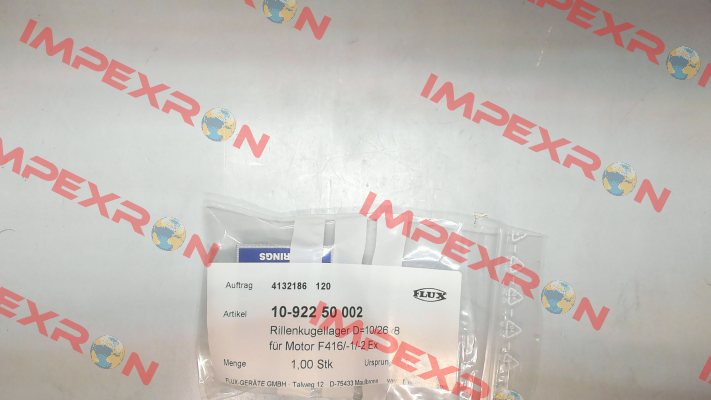 IMPEXRON
IMPEXRON
IMPEXRON
IMPEXRON
IMPEXRON
IMPEXRON
RINGS
Auftrag 4132186 120
FLUX
Artikel 10-922 50 002
Rillenkugellager D=10/26 8
für Motor F416/-1/-2 Ex
Menge 1,00 Stk Ursprun
FLUX-GERÄTE GMBH Talweg 12 D-75433 Maulbronn